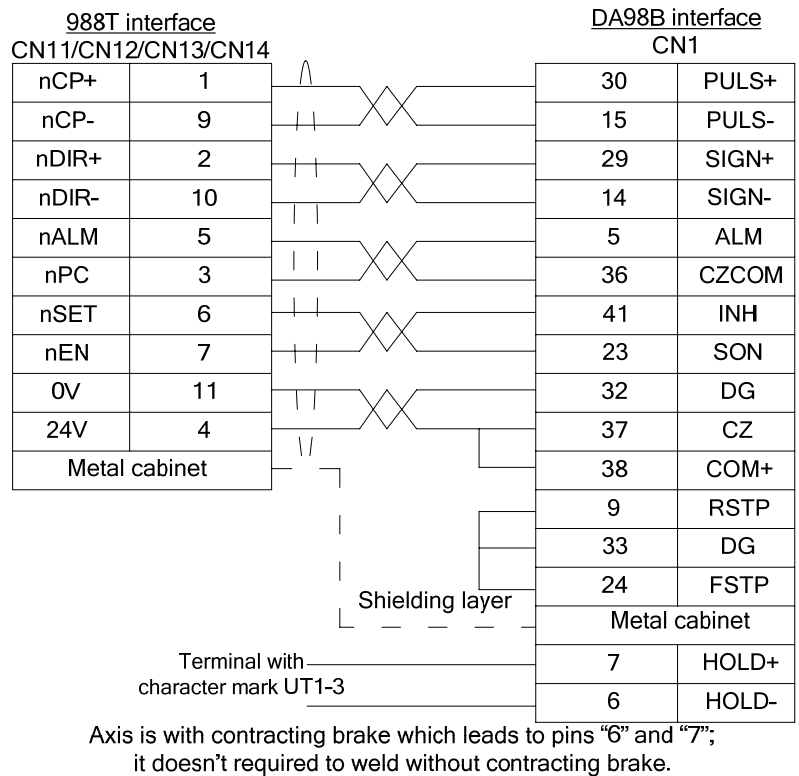 988T interface
CN11/CN12/CN13/CN14
nCP+ 1
nCP- 9
nDIR+ 2
nDIR- 10
nALM 5
nPC 3
nSET 6
nEN 7
0V 11
24V 4
Metal cabinet
DA98B interface
CN1
30 PULS+
15 PULS-
29 SIGN+
14 SIGN-
5 ALM
36 CZCOM
41 INH
23 SON
32 DG
37 CZ
38 COM+
9 RSTP
33 DG
24 FSTP
Metal cabinet
7 HOLD+
6 HOLD-
Shielding layer
Terminal with
character mark UT1-3
Axis is with contracting brake which leads to pins “6” and “7”;
it doesn’t required to weld without contracting brake.